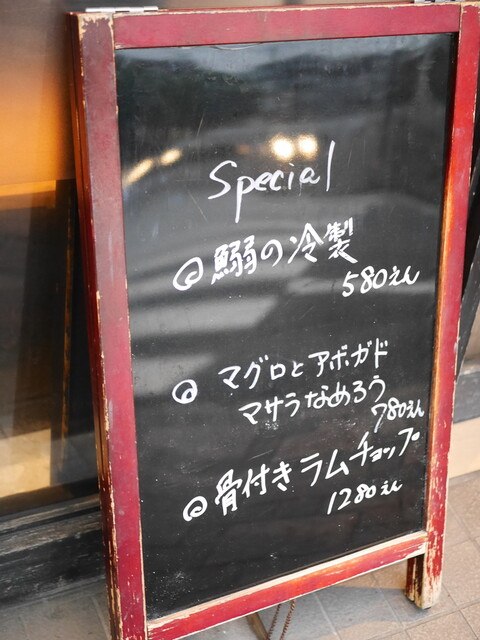 Special
鰯の冷製
580えん
マグロとアボガド
マサラなめろう
780えん
骨付きラムチョップ
1280えん